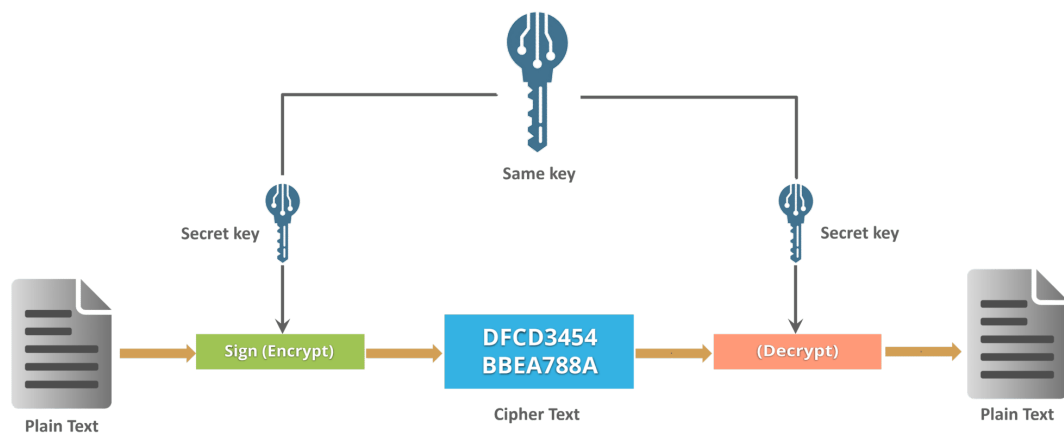 Same key
Secret key
Secret key
Sign (Encrypt)
DFCD3454
BBEA788A
(Decrypt)
Plain Text
Cipher Text
Plain Text